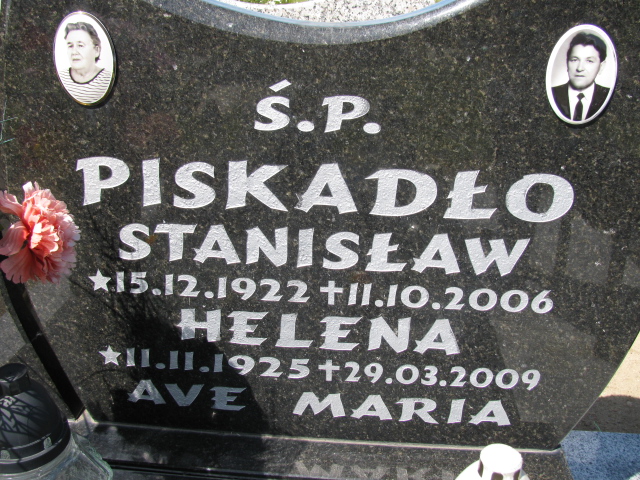 Ś.P.
PISKADŁO
STANISŁAW
★15.12.1922 +11.10.2006
HELENA
★11.11.1925 +29.03.2009
AVE MARIA